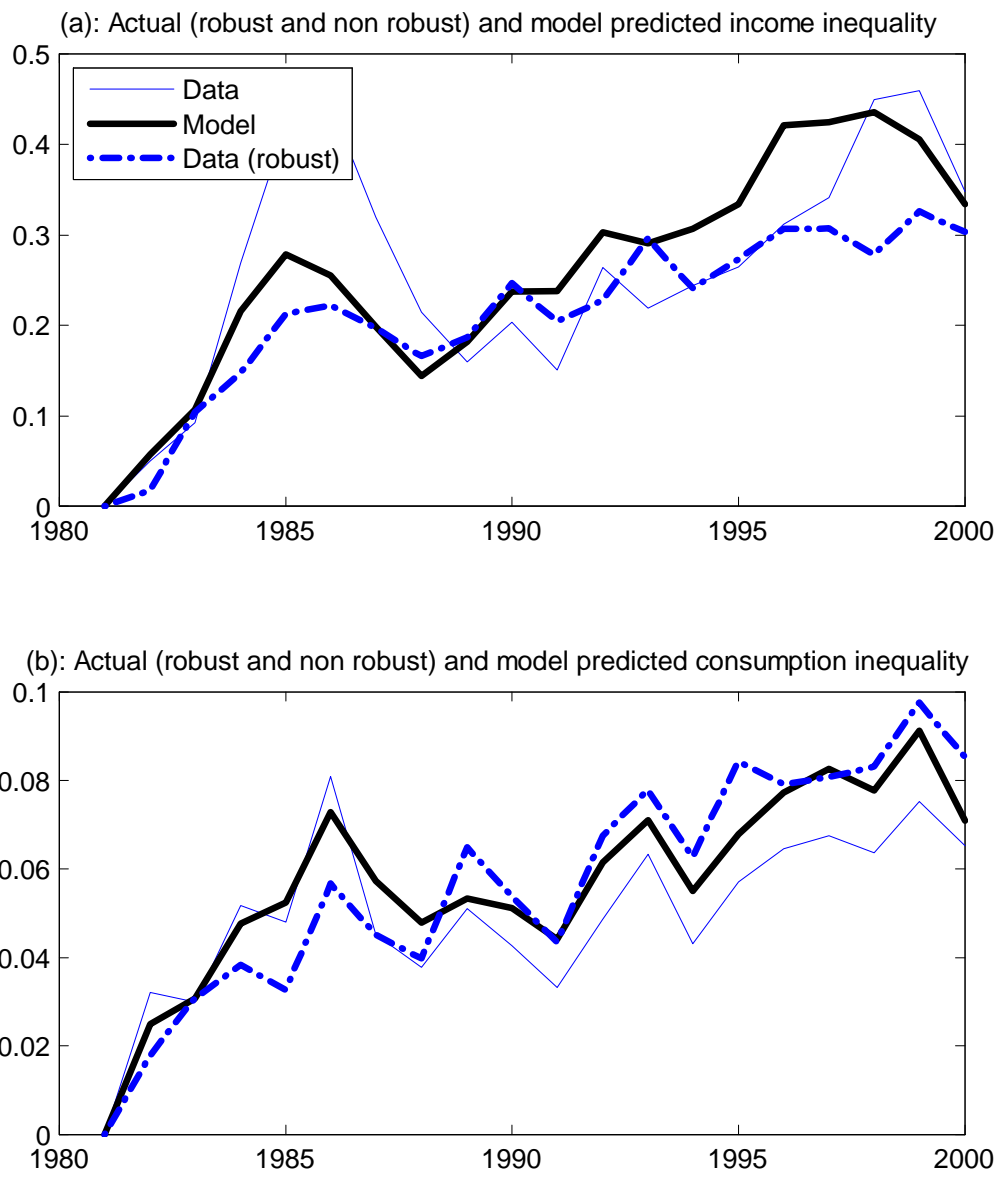 (a): Actual (robust and non robust) and model predicted income inequality
0.5
0.4
0.3
0.2
0.1
0
Data
Model
Data (robust)
1980 1985 1990 1995 2000
(b): Actual (robust and non robust) and model predicted consumption inequality
0.1
0.08
0.06
0.04
0.02
0
1980 1985 1990 1995 2000